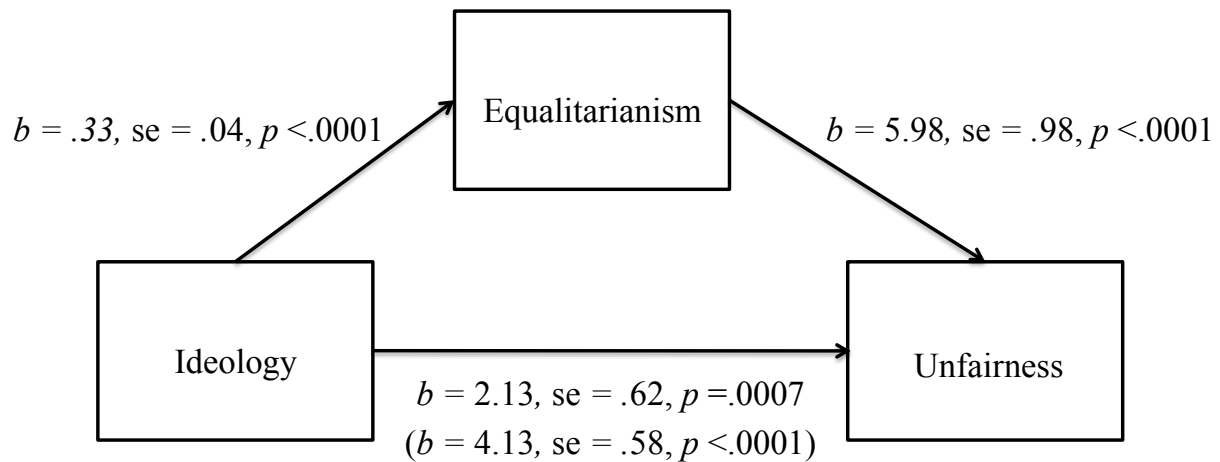 Equalitarianism
b = .33, se = .04, p <.0001
b = 5.98, se = .98, p <.0001
Ideology
Unfairness
b = 2.13, se = .62, p =.0007
(b = 4.13, se = .58, p <.0001)